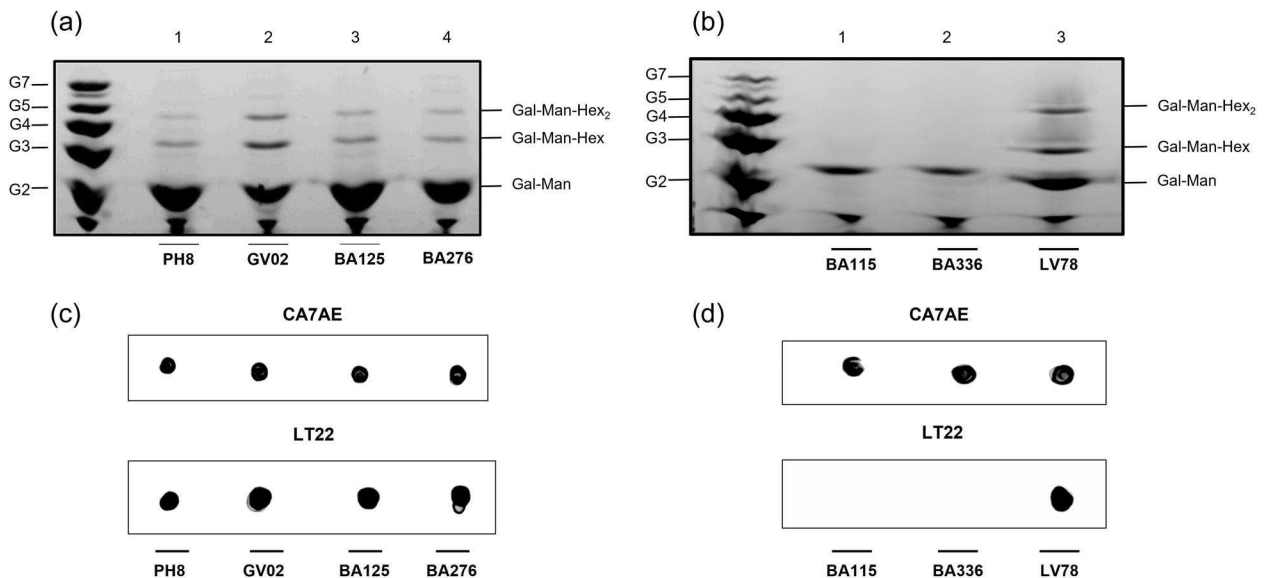 (a)
1 2 3 4
G7
G5
G4
G3
G2
Gal-Man-Hex₂
Gal-Man-Hex
Gal-Man
PH8 GV02 BA125 BA276
(b)
1 2 3
G7
G5
G4
G3
G2
Gal-Man-Hex₂
Gal-Man-Hex
Gal-Man
BA115 BA336 LV78
(c)
CA7AE
LT22
PH8 GV02 BA125 BA276
(d)
CA7AE
LT22
BA115 BA336 LV78